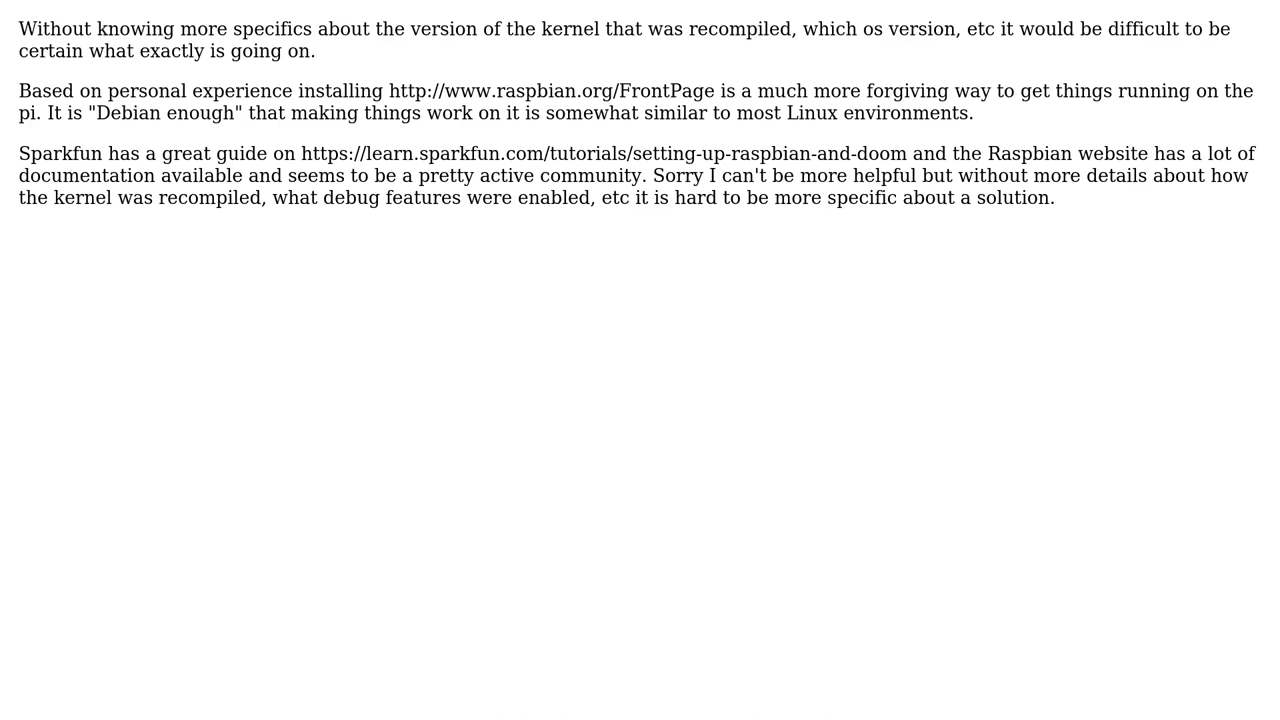 Without knowing more specifics about the version of the kernel that was recompiled, which os version, etc it would be difficult to be
certain what exactly is going on.
Based on personal experience installing http://www.raspbian.org/FrontPage is a much more forgiving way to get things running on the
pi. It is "Debian enough" that making things work on it is somewhat similar to most Linux environments.
Sparkfun has a great guide on https://learn.sparkfun.com/tutorials/setting-up-raspbian-and-doom and the Raspbian website has a lot of
documentation available and seems to be a pretty active community. Sorry I can't be more helpful but without more details about how
the kernel was recompiled, what debug features were enabled, etc it is hard to be more specific about a solution.